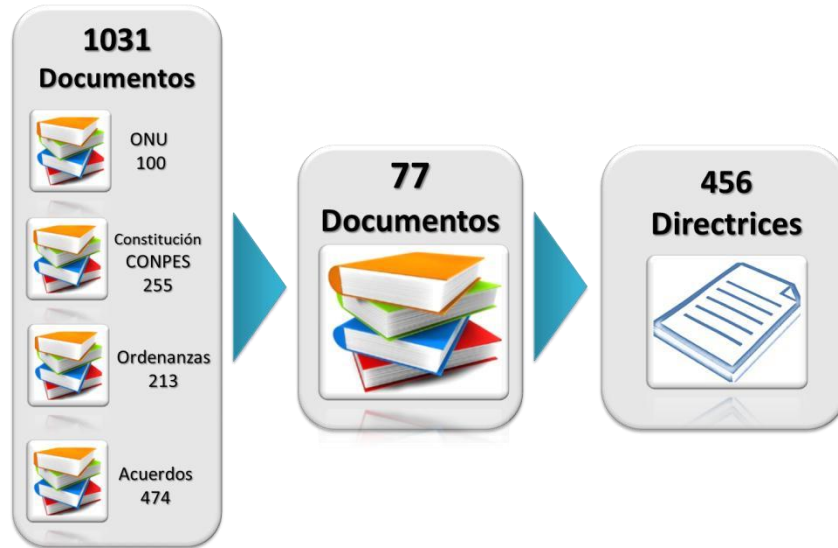 1031
Documentos
ONU
100
Constitución
CONPES
255
Ordenanzas
213
Acuerdos
474
77
Documentos
456
Directrices